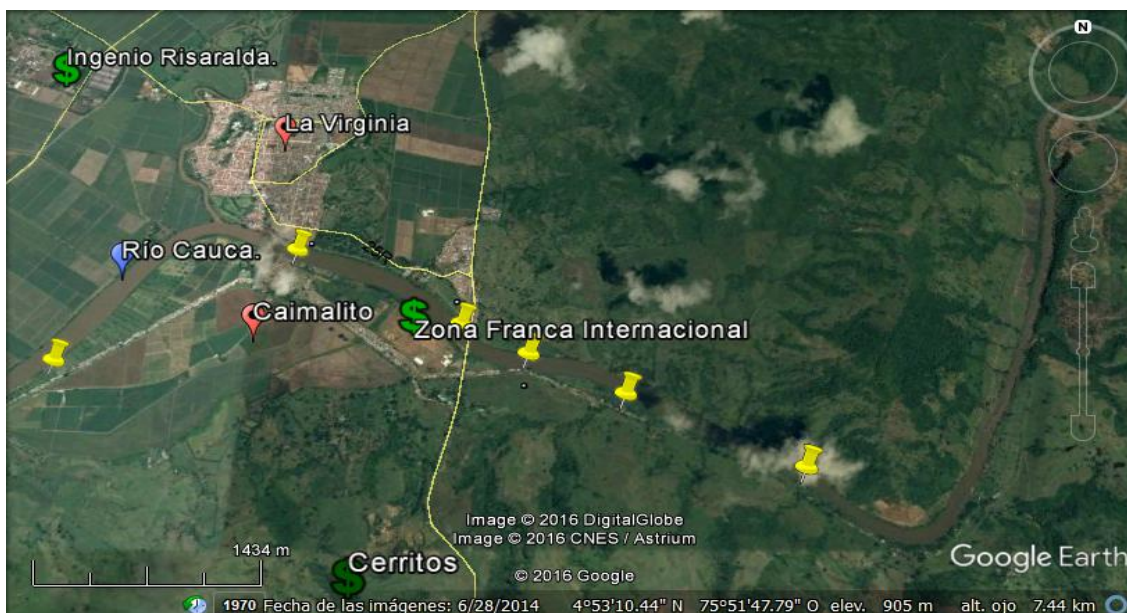 Ingenio Risaralda.
N
La Virginia
25R
Río Cauca.
Caimalito
Zona Franca Internacional
Image © 2016 DigitalGlobe
Image © 2016 CNES / Astrium
1434 m
Cerritos
© 2016 Google
Google Earth
1970 Fecha de las imágenes: 6/28/2014 4°53'10.44" N 75°51'47.79" O elev. 905 m alt. ojo 7.44 km